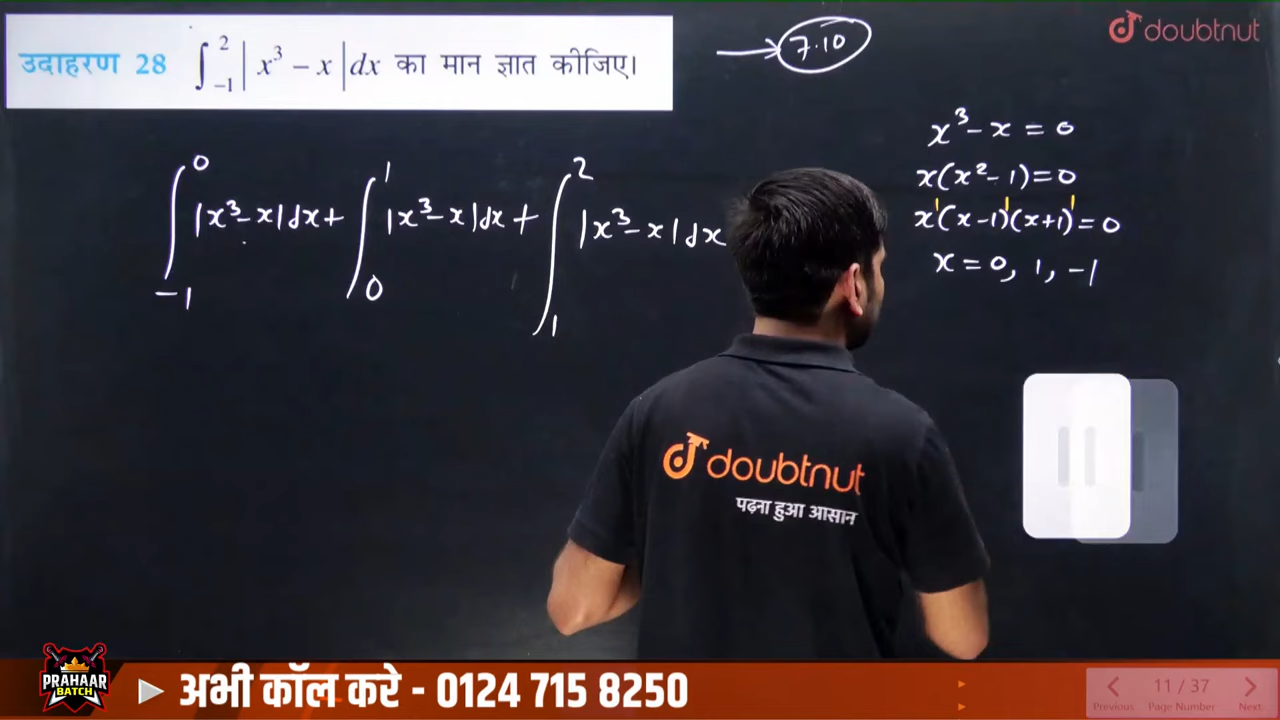 उदाहरण 28 ∫₋₁² | x³ – x | dx का मान ज्ञात कीजिए।
7.10
doubtnut
x³ – x = 0
x(x² – 1) = 0
x(x–1)(x+1) = 0
x = 0, 1, –1
∫₋₁⁰ |x³–x|dx + ∫₀¹ |x³–x|dx + ∫₁² |x³–x|dx
doubtnut
पढ़ना हुआ आसान
PRAHAAR
BATCH
अभी कॉल करे - 0124 715 8250
11 / 37
Previous Page Number Next